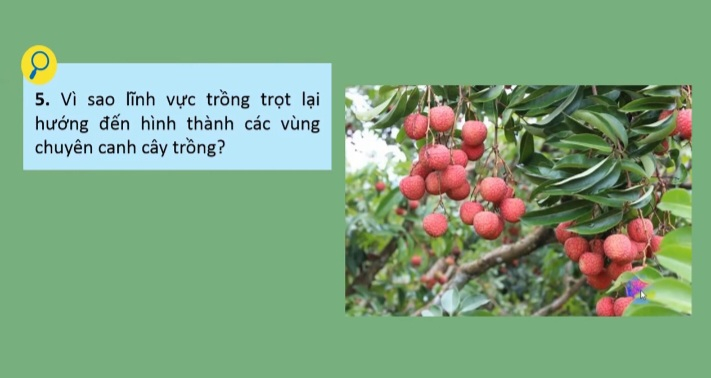 5. Vì sao lĩnh vực trồng trọt lại
hướng đến hình thành các vùng
chuyên canh cây trồng?